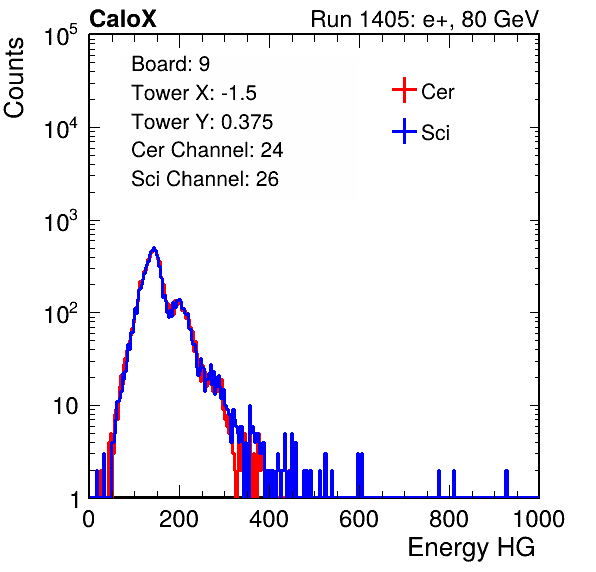 CaloX Run 1405: e+, 80 GeV
Counts
Board: 9
Tower X: -1.5
Tower Y: 0.375
Cer Channel: 24
Sci Channel: 26
Cer
Sci
10^5
10^4
10^3
10^2
10
1
0 200 400 600 800 1000
Energy HG